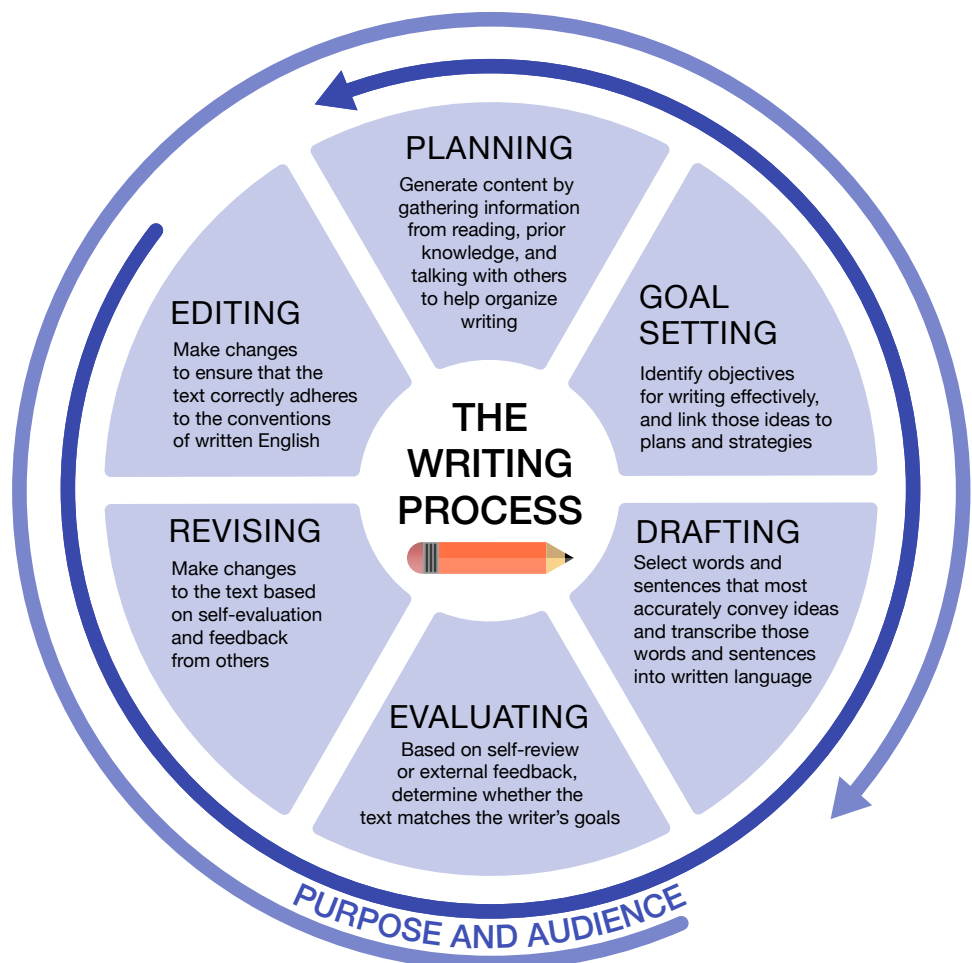 PLANNING
Generate content by
gathering information
from reading, prior
knowledge, and
talking with others
to help organize
writing
GOAL
SETTING
Identify objectives
for writing effectively,
and link those ideas to
plans and strategies
DRAFTING
Select words and
sentences that most
accurately convey ideas
and transcribe those
words and sentences
into written language
EVALUATING
Based on self-review
or external feedback,
determine whether the
text matches the writer’s goals
REVISING
Make changes
to the text based
on self-evaluation
and feedback
from others
EDITING
Make changes
to ensure that the
text correctly adheres
to the conventions
of written English
THE
WRITING
PROCESS
PURPOSE AND AUDIENCE